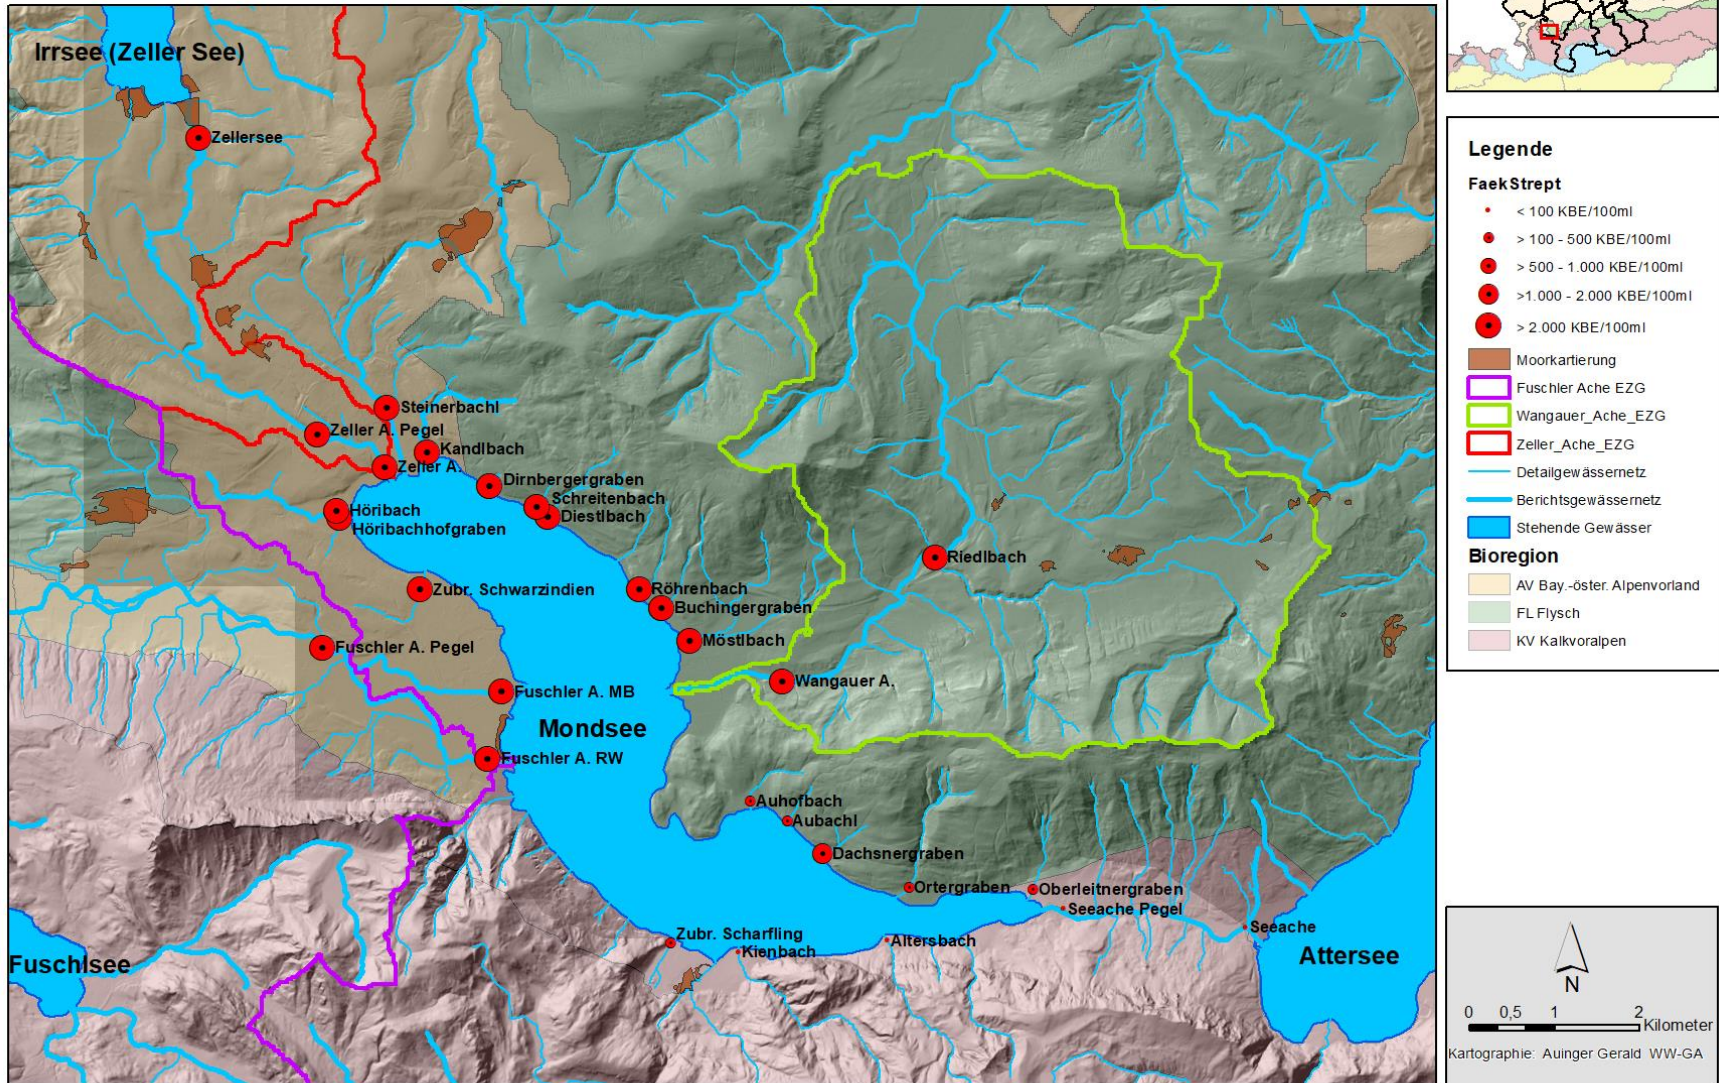 Irrsee (Zeller See)
Zellersee
Steinerbachl
Zeller A. Pegel
Kandlbach
Zeller A.
Dirnbergergraben
Schreitenbach
Diestlbach
Höribach
Höribachhofgraben
Riedlbach
Zubr. Schwarzindien
Röhrenbach
Buchingergraben
Möstlbach
Fuschler A. Pegel
Wangauer A.
Fuschler A. MB
Mondsee
Fuschler A. RW
Auhofbach
Aubachl
Dachsnergraben
Ortergraben
Oberleitnergraben
Seeache Pegel
Seeache
Zubr. Scharfling
Kienbach
Altersbach
Fuschlsee
Attersee
Legende
FaekStrept
< 100 KBE/100ml
> 100 - 500 KBE/100ml
> 500 - 1.000 KBE/100ml
>1.000 - 2.000 KBE/100ml
> 2.000 KBE/100ml
Moorkartierung
Fuschler Ache EZG
Wangauer_Ache_EZG
Zeller_Ache_EZG
Detailgewässernetz
Berichtsgewässernetz
Stehende Gewässer
Bioregion
AV Bay.-öster. Alpenvorland
FL Flysch
KV Kalkvoralpen
N
0 0,5 1 2
Kilometer
Kartographie: Auinger Gerald WW-GA